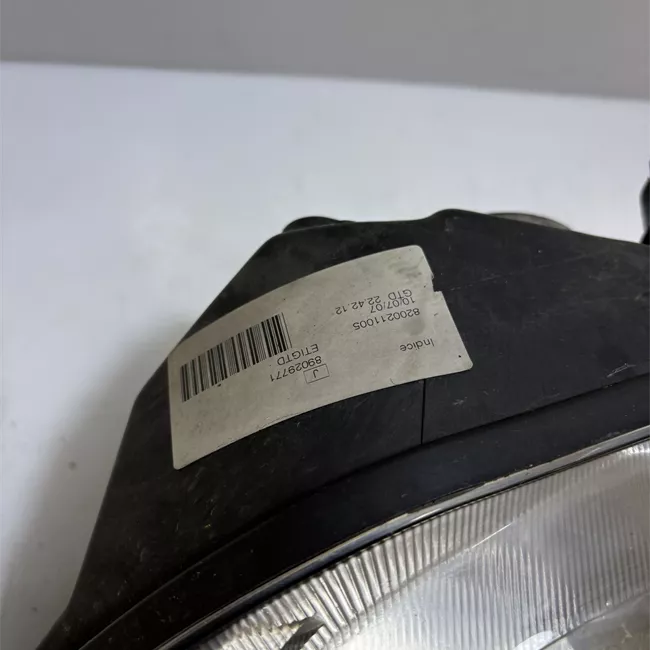 Indice
8200211005
10/07/07 22.42.12
GTD
J
89029771
ETIGTD